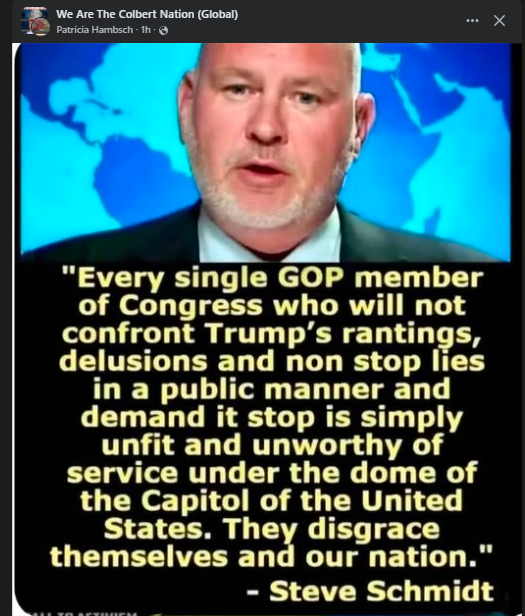 We Are The Colbert Nation (Global)
Patricia Hambsch · 1h ·
"Every single GOP member
of Congress who will not
confront Trump's rantings,
delusions and non stop lies
in a public manner and
demand it stop is simply
unfit and unworthy of
service under the dome of
the Capitol of the United
States. They disgrace
themselves and our nation."
- Steve Schmidt